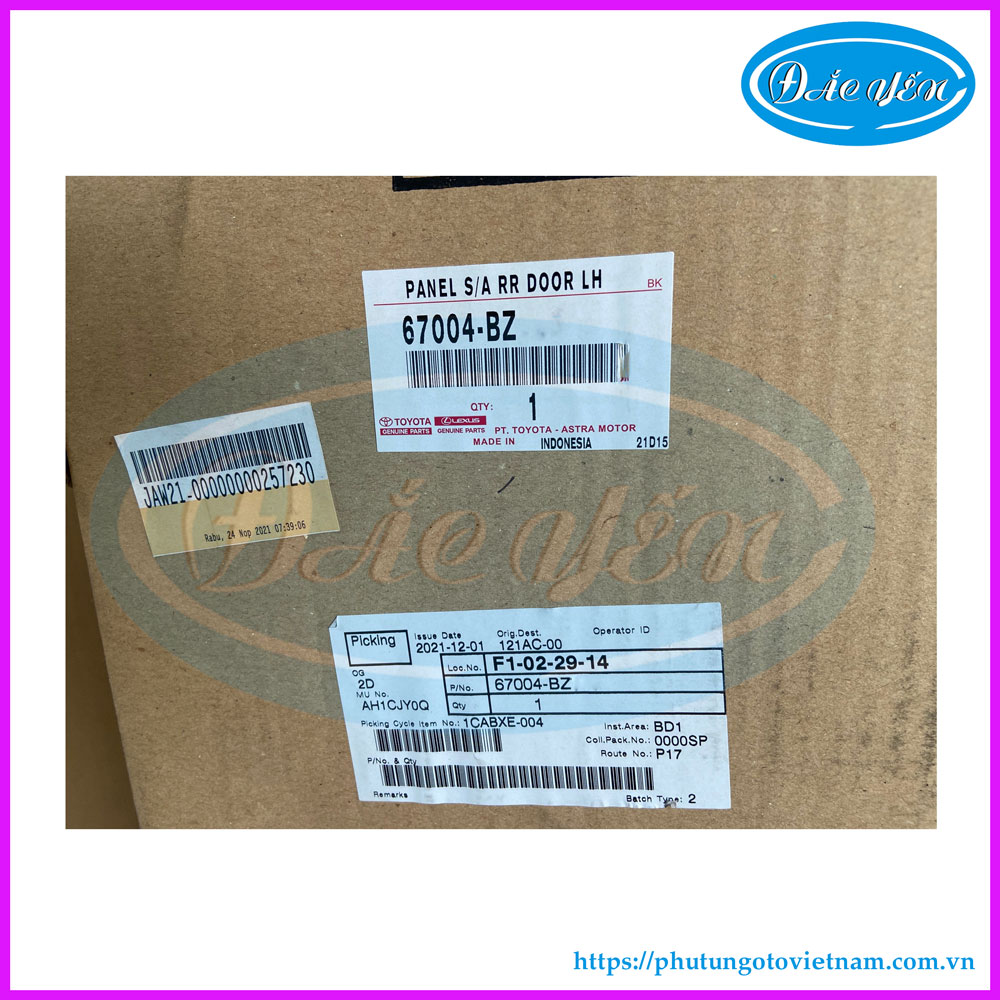 ĐẮC YẾN
PANEL S/A RR DOOR LH
BK
67004-BZ
QTY: 1
TOYOTA LEXUS
GENUINE PARTS GENUINE PARTS PT. TOYOTA - ASTRA MOTOR
MADE IN INDONESIA 21D15
JAW21-00000000257230
Rabu, 24 Nop 2021 07:39:06
ĐẮC YẾN
Picking
Issue Date Orig.Dest. Operator ID
2021-12-01 121AC-00
Loc.No. F1-02-29-14
OG
2D
P/No. 67004-BZ
MU No.
AH1CJY0Q
Qty 1
Picking Cycle Item No.: 1CABXE-004
Inst.Area: BD1
Coll.Pack.No.: 0000SP
Route No.: P17
P/No. & Qty
Remarks
Batch Type: 2
https://phutungotovietnam.com.vn